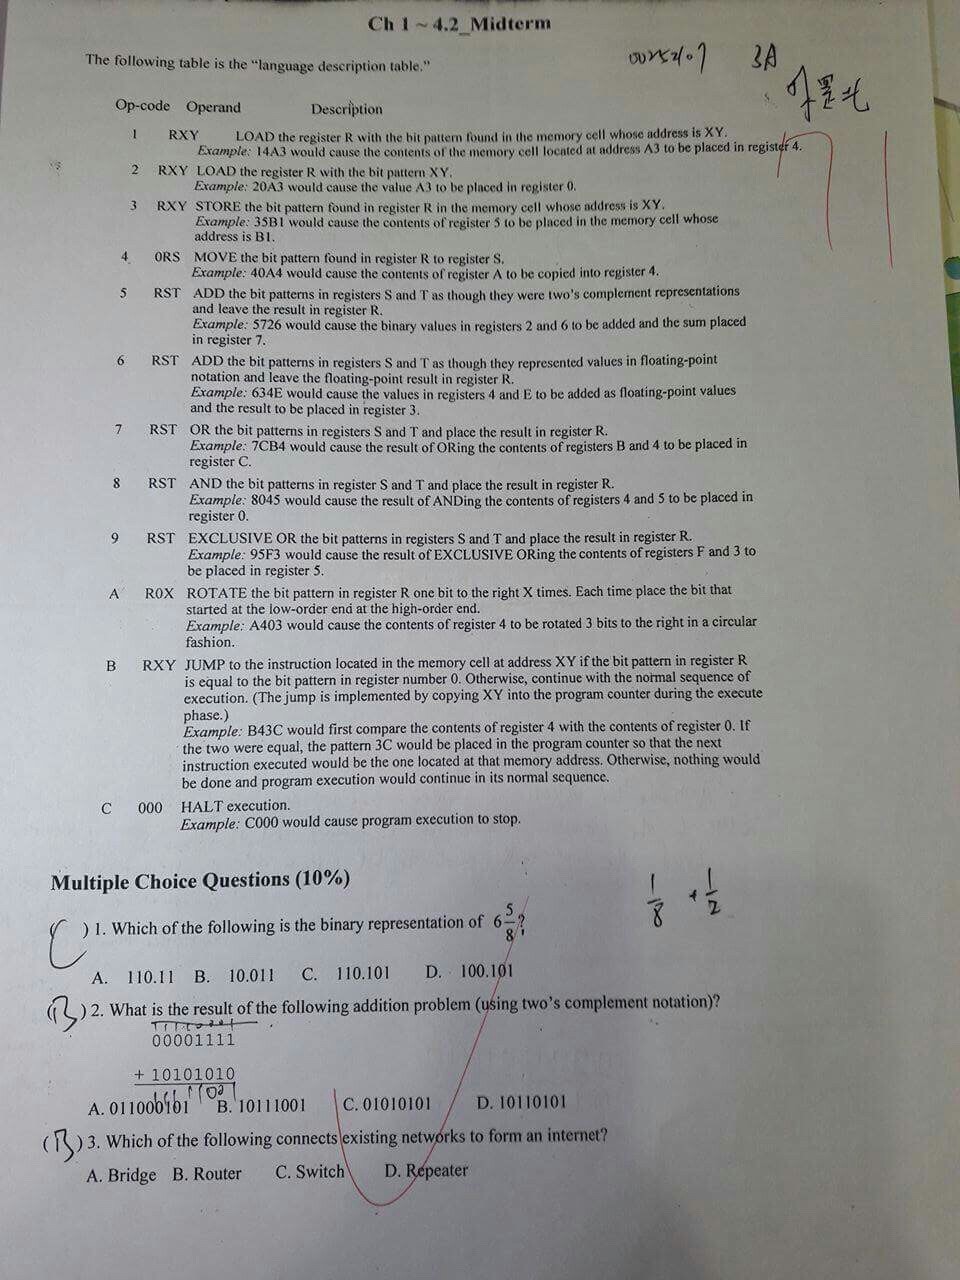 Ch 1 ~ 4.2_Midterm
The following table is the "language description table."
00752107 3A
Op-code Operand Description
1 RXY LOAD the register R with the bit pattern found in the memory cell whose address is XY.
Example: 14A3 would cause the contents of the memory cell located at address A3 to be placed in register 4.
2 RXY LOAD the register R with the bit pattern XY.
Example: 20A3 would cause the value A3 to be placed in register 0.
3 RXY STORE the bit pattern found in register R in the memory cell whose address is XY.
Example: 35B1 would cause the contents of register 5 to be placed in the memory cell whose
address is B1.
4 0RS MOVE the bit pattern found in register R to register S.
Example: 40A4 would cause the contents of register A to be copied into register 4.
5 RST ADD the bit patterns in registers S and T as though they were two's complement representations
and leave the result in register R.
Example: 5726 would cause the binary values in registers 2 and 6 to be added and the sum placed
in register 7.
6 RST ADD the bit patterns in registers S and T as though they represented values in floating-point
notation and leave the floating-point result in register R.
Example: 634E would cause the values in registers 4 and E to be added as floating-point values
and the result to be placed in register 3.
7 RST OR the bit patterns in registers S and T and place the result in register R.
Example: 7CB4 would cause the result of ORing the contents of registers B and 4 to be placed in
register C.
8 RST AND the bit patterns in register S and T and place the result in register R.
Example: 8045 would cause the result of ANDing the contents of registers 4 and 5 to be placed in
register 0.
9 RST EXCLUSIVE OR the bit patterns in registers S and T and place the result in register R.
Example: 95F3 would cause the result of EXCLUSIVE ORing the contents of registers F and 3 to
be placed in register 5.
A R0X ROTATE the bit pattern in register R one bit to the right X times. Each time place the bit that
started at the low-order end at the high-order end.
Example: A403 would cause the contents of register 4 to be rotated 3 bits to the right in a circular
fashion.
B RXY JUMP to the instruction located in the memory cell at address XY if the bit pattern in register R
is equal to the bit pattern in register number 0. Otherwise, continue with the normal sequence of
execution. (The jump is implemented by copying XY into the program counter during the execute
phase.)
Example: B43C would first compare the contents of register 4 with the contents of register 0. If
the two were equal, the pattern 3C would be placed in the program counter so that the next
instruction executed would be the one located at that memory address. Otherwise, nothing would
be done and program execution would continue in its normal sequence.
C 000 HALT execution.
Example: C000 would cause program execution to stop.
Multiple Choice Questions (10%)
1/8 + 1/2
(C) 1. Which of the following is the binary representation of 6 5/8?
A. 110.11 B. 10.011 C. 110.101 D. 100.101
(B) 2. What is the result of the following addition problem (using two's complement notation)?
00001111
+ 10101010
A. 011000101 B. 10111001 C. 01010101 D. 10110101
(B) 3. Which of the following connects existing networks to form an internet?
A. Bridge B. Router C. Switch D. Repeater